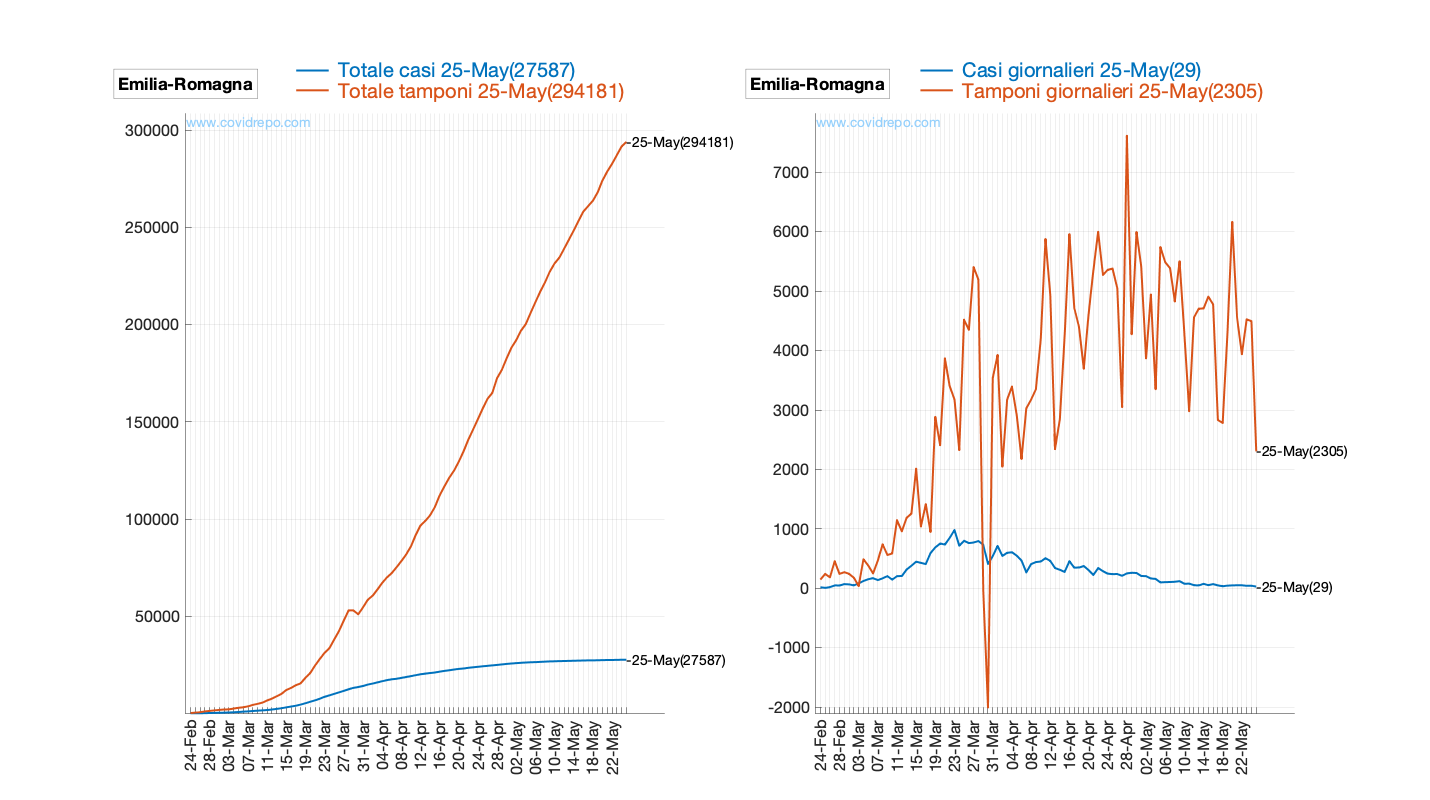 Emilia-Romagna
Totale casi 25-May(27587)
Totale tamponi 25-May(294181)
www.covidrepo.com
300000
250000
200000
150000
100000
50000
25-May(294181)
25-May(27587)
24-Feb
28-Feb
03-Mar
07-Mar
11-Mar
15-Mar
19-Mar
23-Mar
27-Mar
31-Mar
04-Apr
08-Apr
12-Apr
16-Apr
20-Apr
24-Apr
28-Apr
02-May
06-May
10-May
14-May
18-May
22-May
Emilia-Romagna
Casi giornalieri 25-May(29)
Tamponi giornalieri 25-May(2305)
www.covidrepo.com
7000
6000
5000
4000
3000
2000
1000
0
-1000
-2000
25-May(2305)
25-May(29)
24-Feb
28-Feb
03-Mar
07-Mar
11-Mar
15-Mar
19-Mar
23-Mar
27-Mar
31-Mar
04-Apr
08-Apr
12-Apr
16-Apr
20-Apr
24-Apr
28-Apr
02-May
06-May
10-May
14-May
18-May
22-May